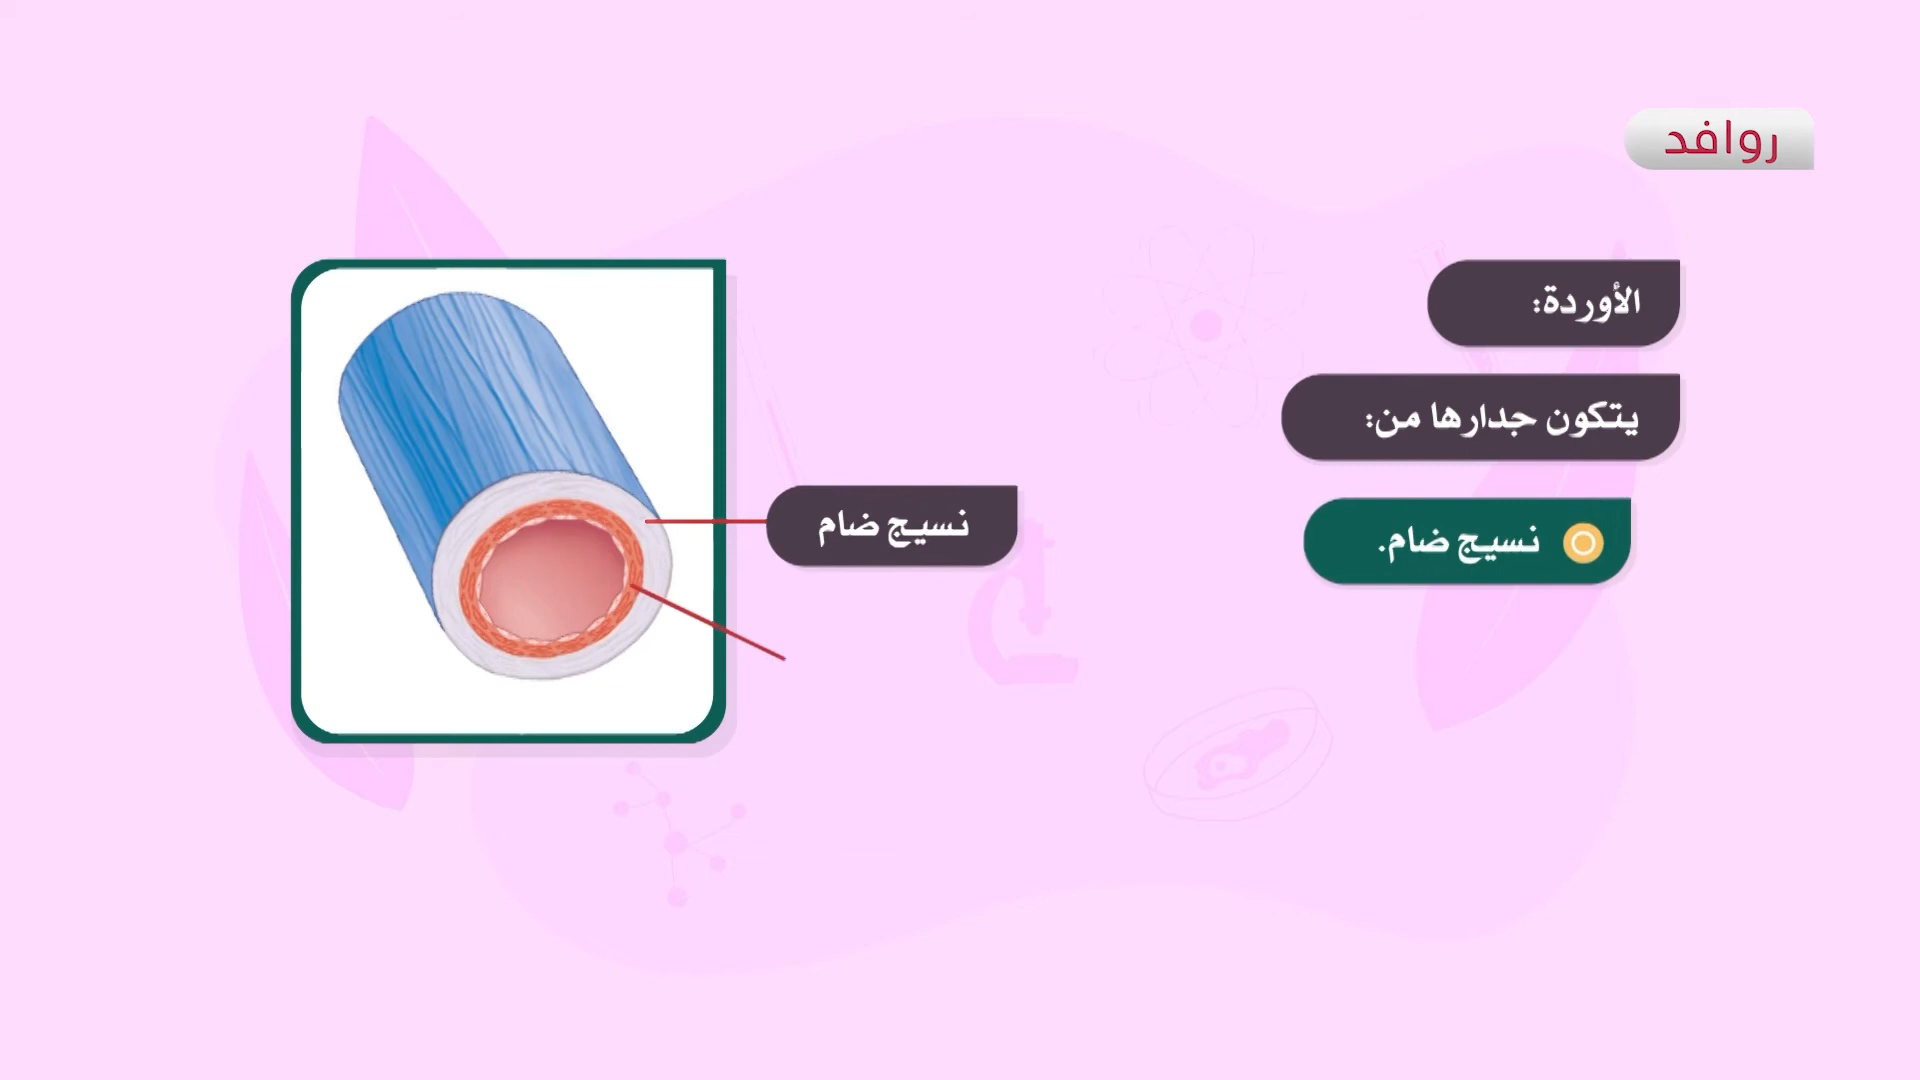 روافد
الأوردة:
يتكون جدارها من:
نسيج ضام.
نسيج ضام